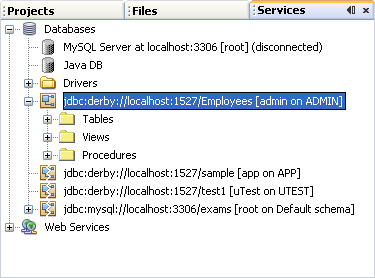 Projects Files Services
Databases
MySQL Server at localhost:3306 [root] (disconnected)
Java DB
Drivers
jdbc:derby://localhost:1527/Employees [admin on ADMIN]
Tables
Views
Procedures
jdbc:derby://localhost:1527/sample [app on APP]
jdbc:derby://localhost:1527/test1 [uTest on UTEST]
jdbc:mysql://localhost:3306/exams [root on Default schema]
Web Services